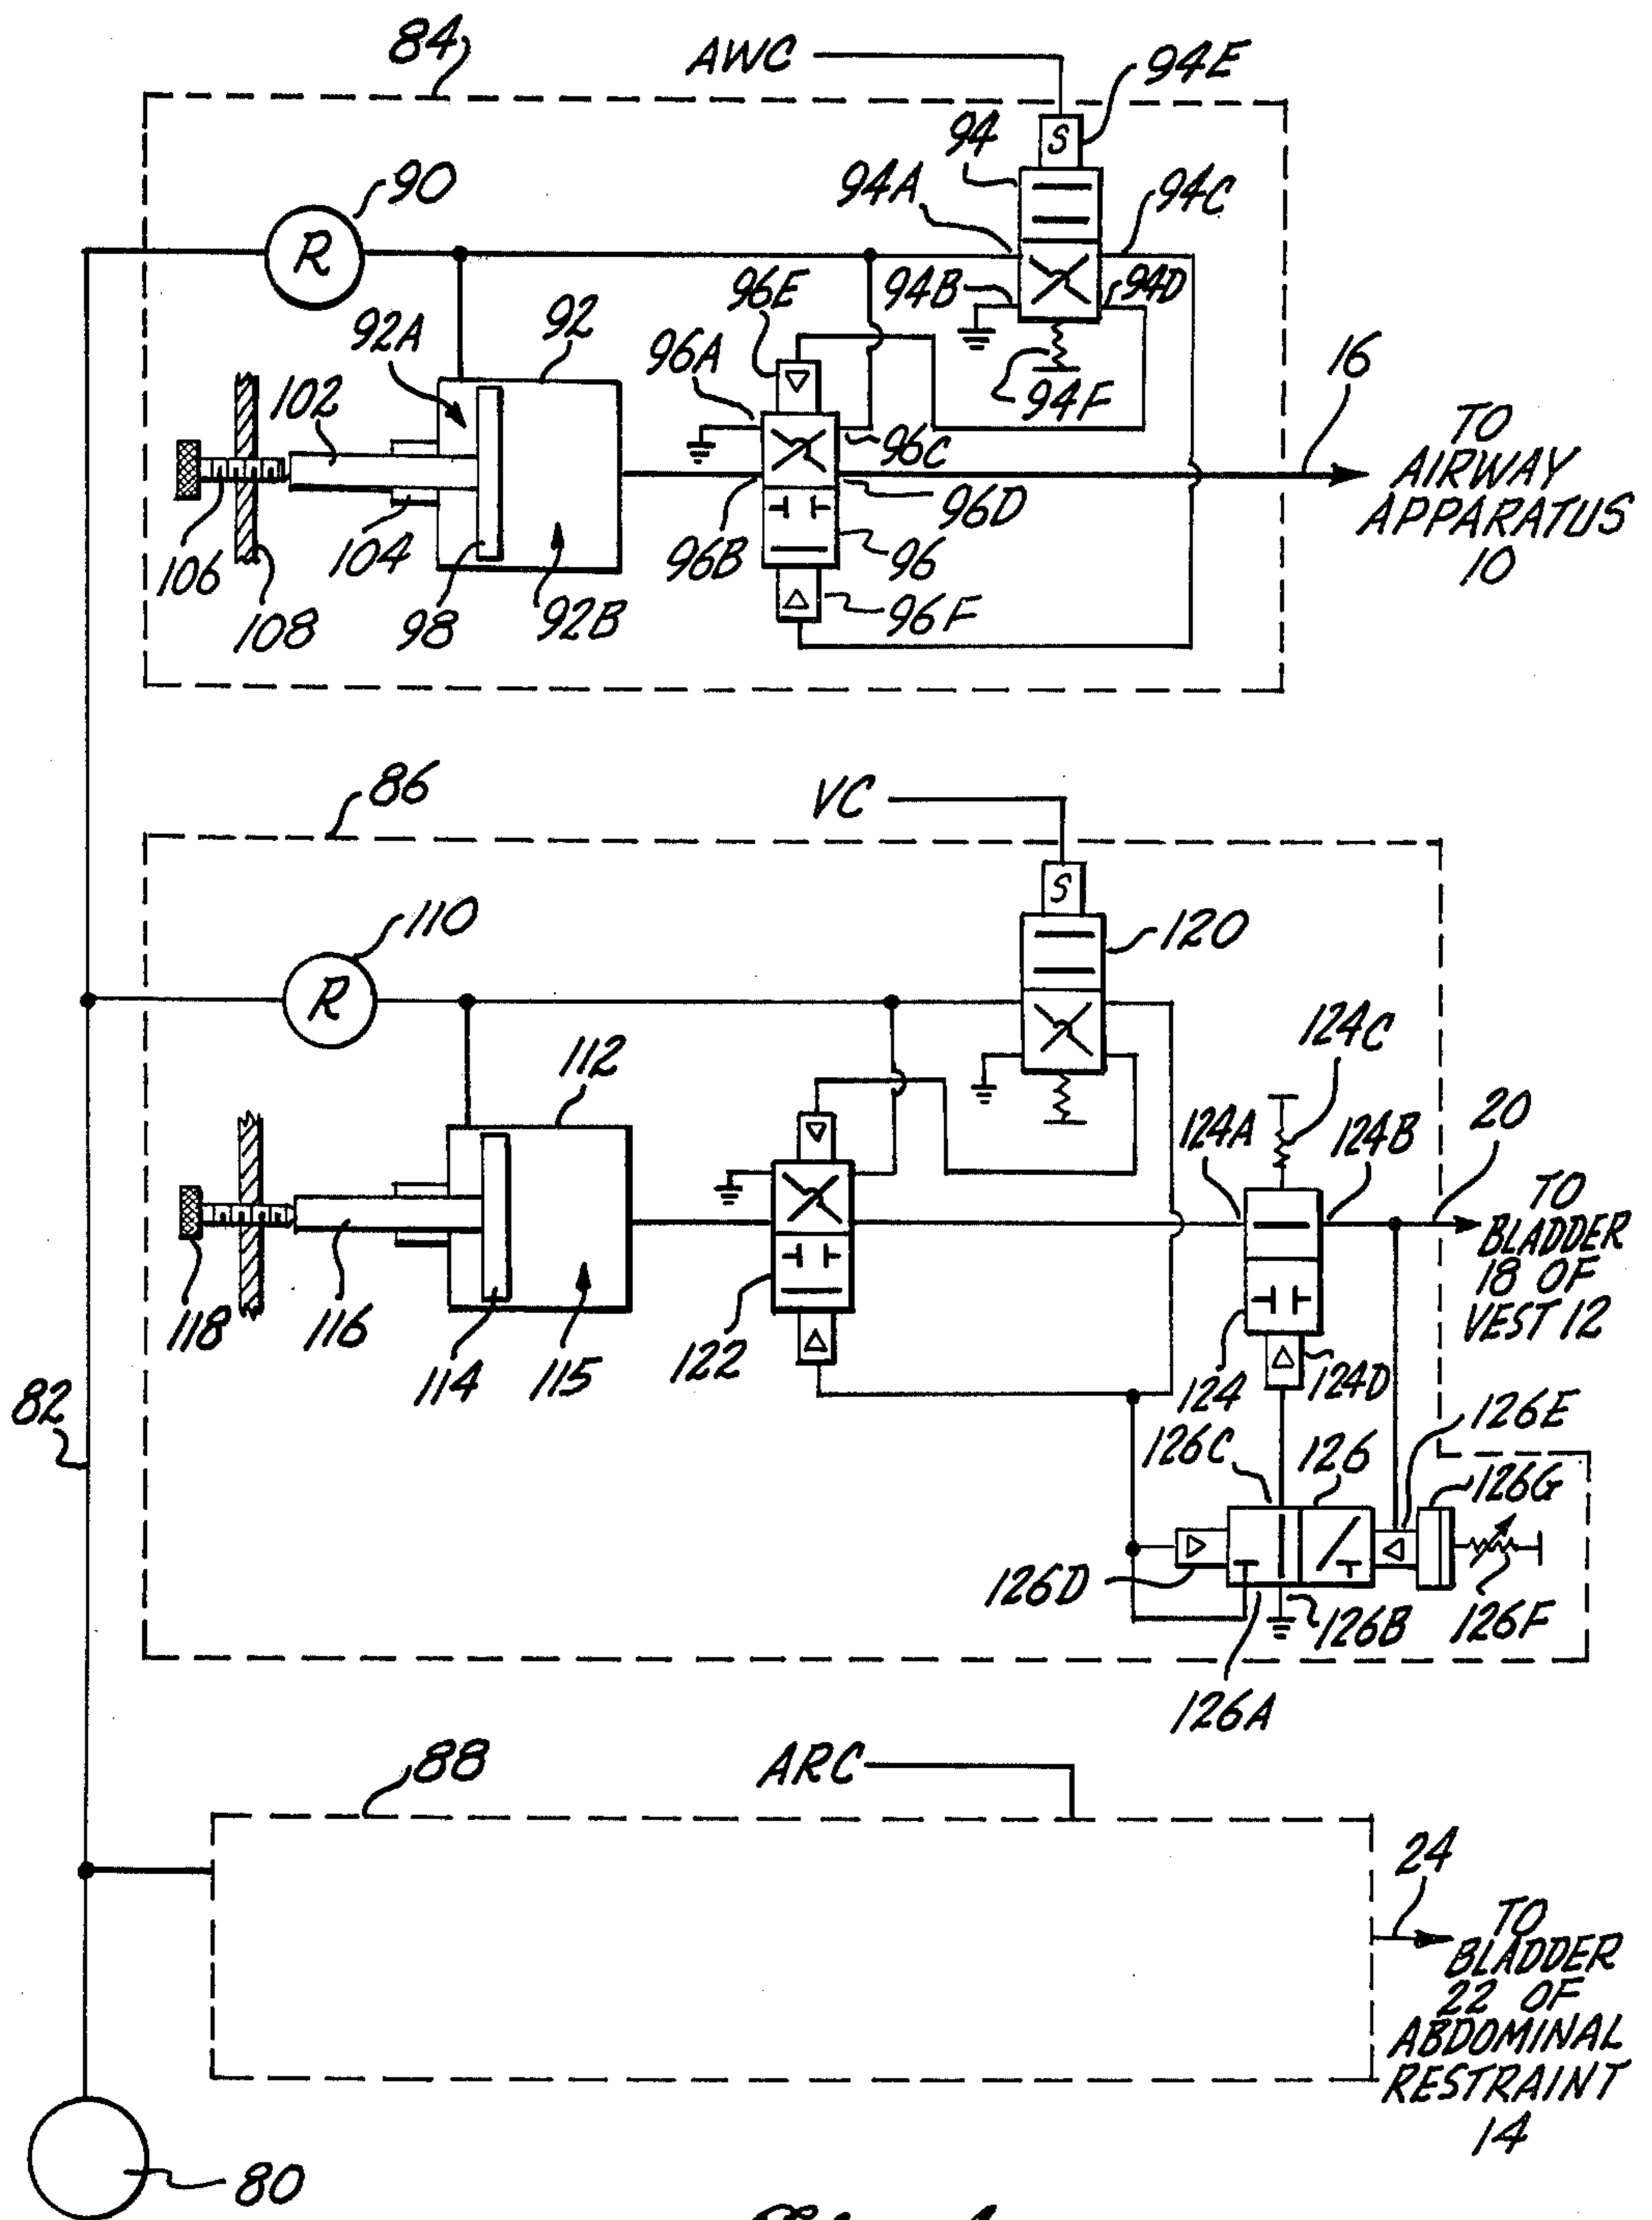 84
AWC
94E
S
94
90
94A
94C
R
96E
94B
94D
92
92A
96A
16
102
94F
TO
AIRWAY
APPARATUS
10
96C
96D
106
104
96B
96
108
98
92B
96F
86
VC
S
110
120
R
124C
112
124A
124B
20
TO
BLADDER
18 OF
VEST 12
118
116
122
114
115
124
124D
82
126E
126C
126
126G
126D
126B
126F
126A
88
ARC
24
TO
BLADDER
22 OF
ABDOMINAL
RESTRAINT
14
80